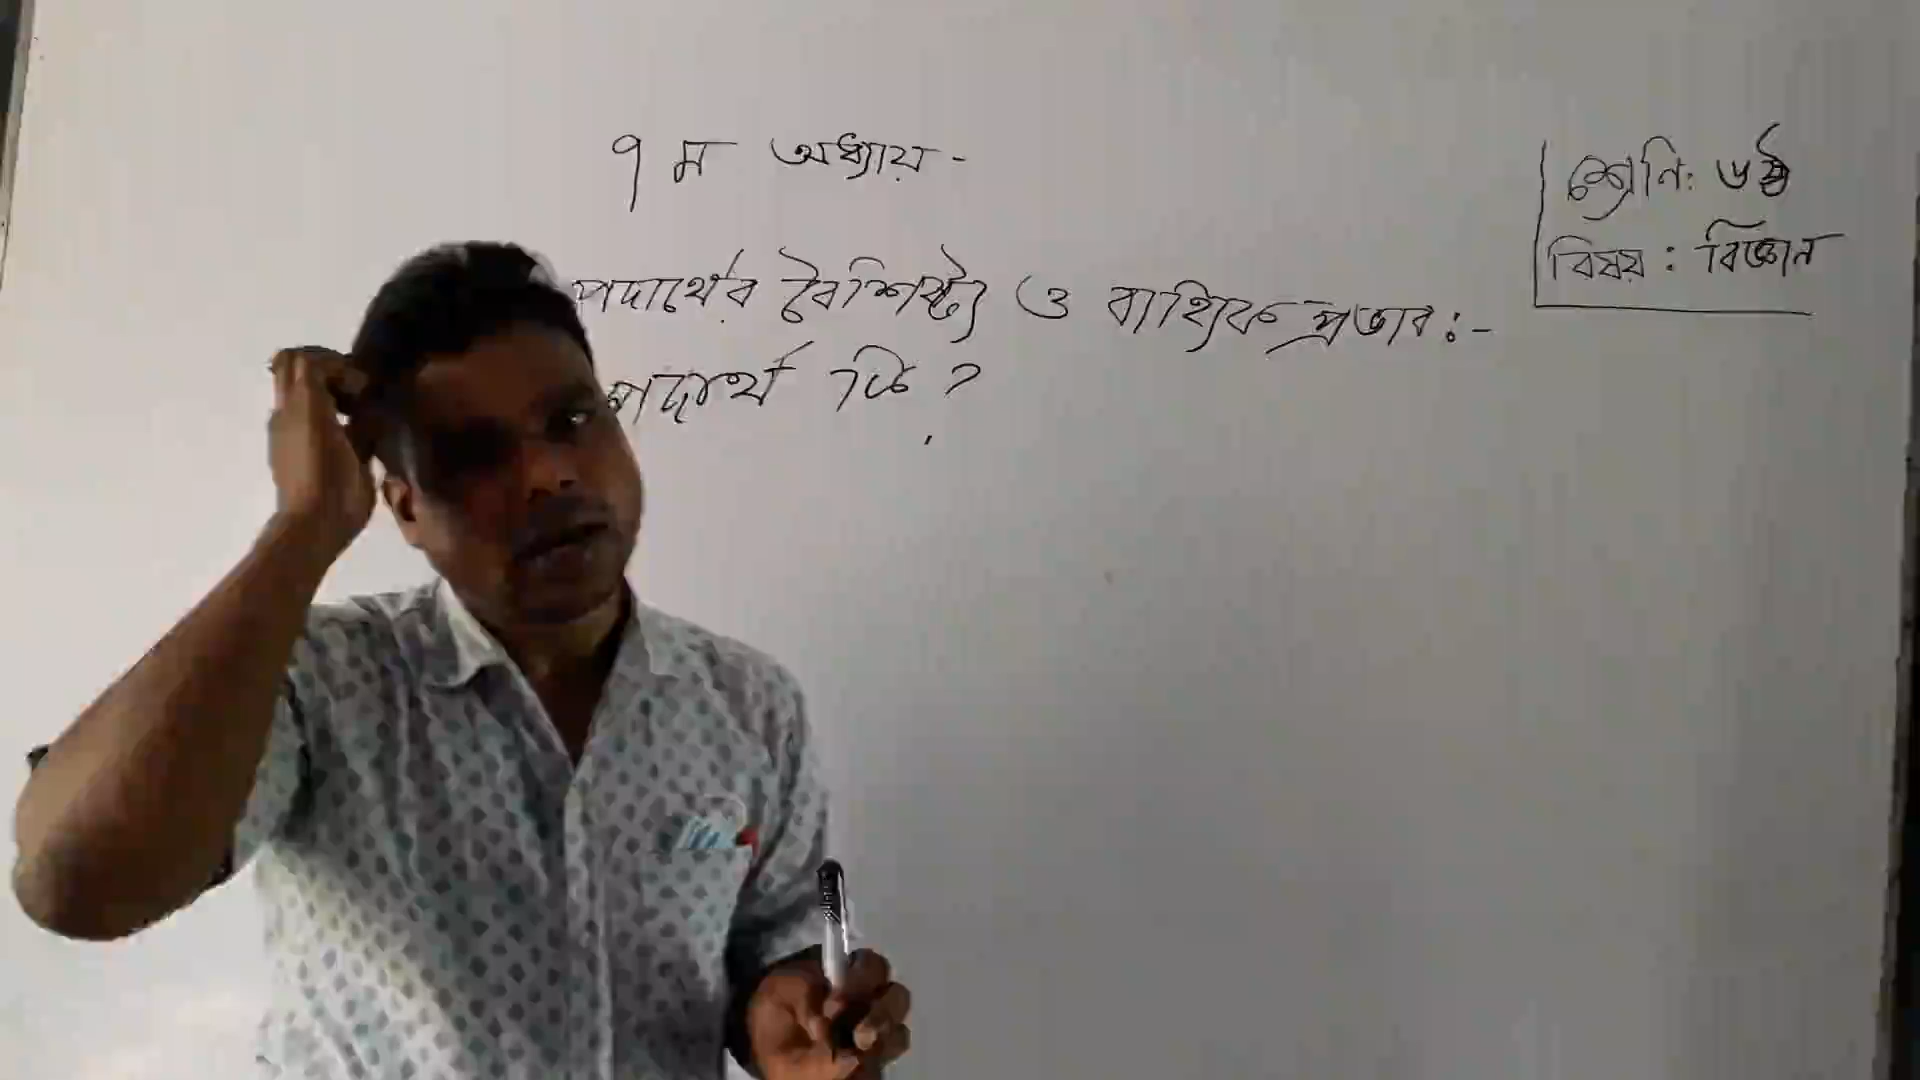 ৭ম অধ্যায় -
পদার্থের বৈশিষ্ট্য ও বাহ্যিক প্রভাব :-
পদার্থ কি ?
শ্রেণি: ৬ষ্ঠ
বিষয় : বিজ্ঞান